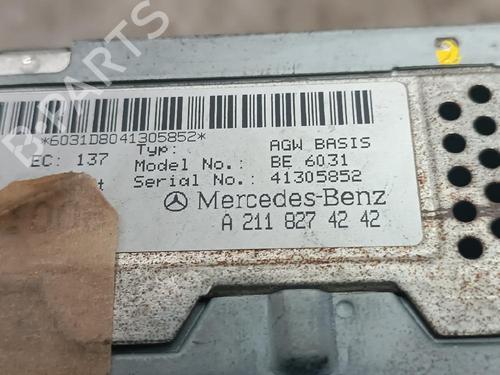 B-PARTS
*6031D8041305852*
Typ: AGW BASIS
EC: 137 Model No.: BE 6031
Serial No.: 41305852
Mercedes-Benz
A 211 827 42 42